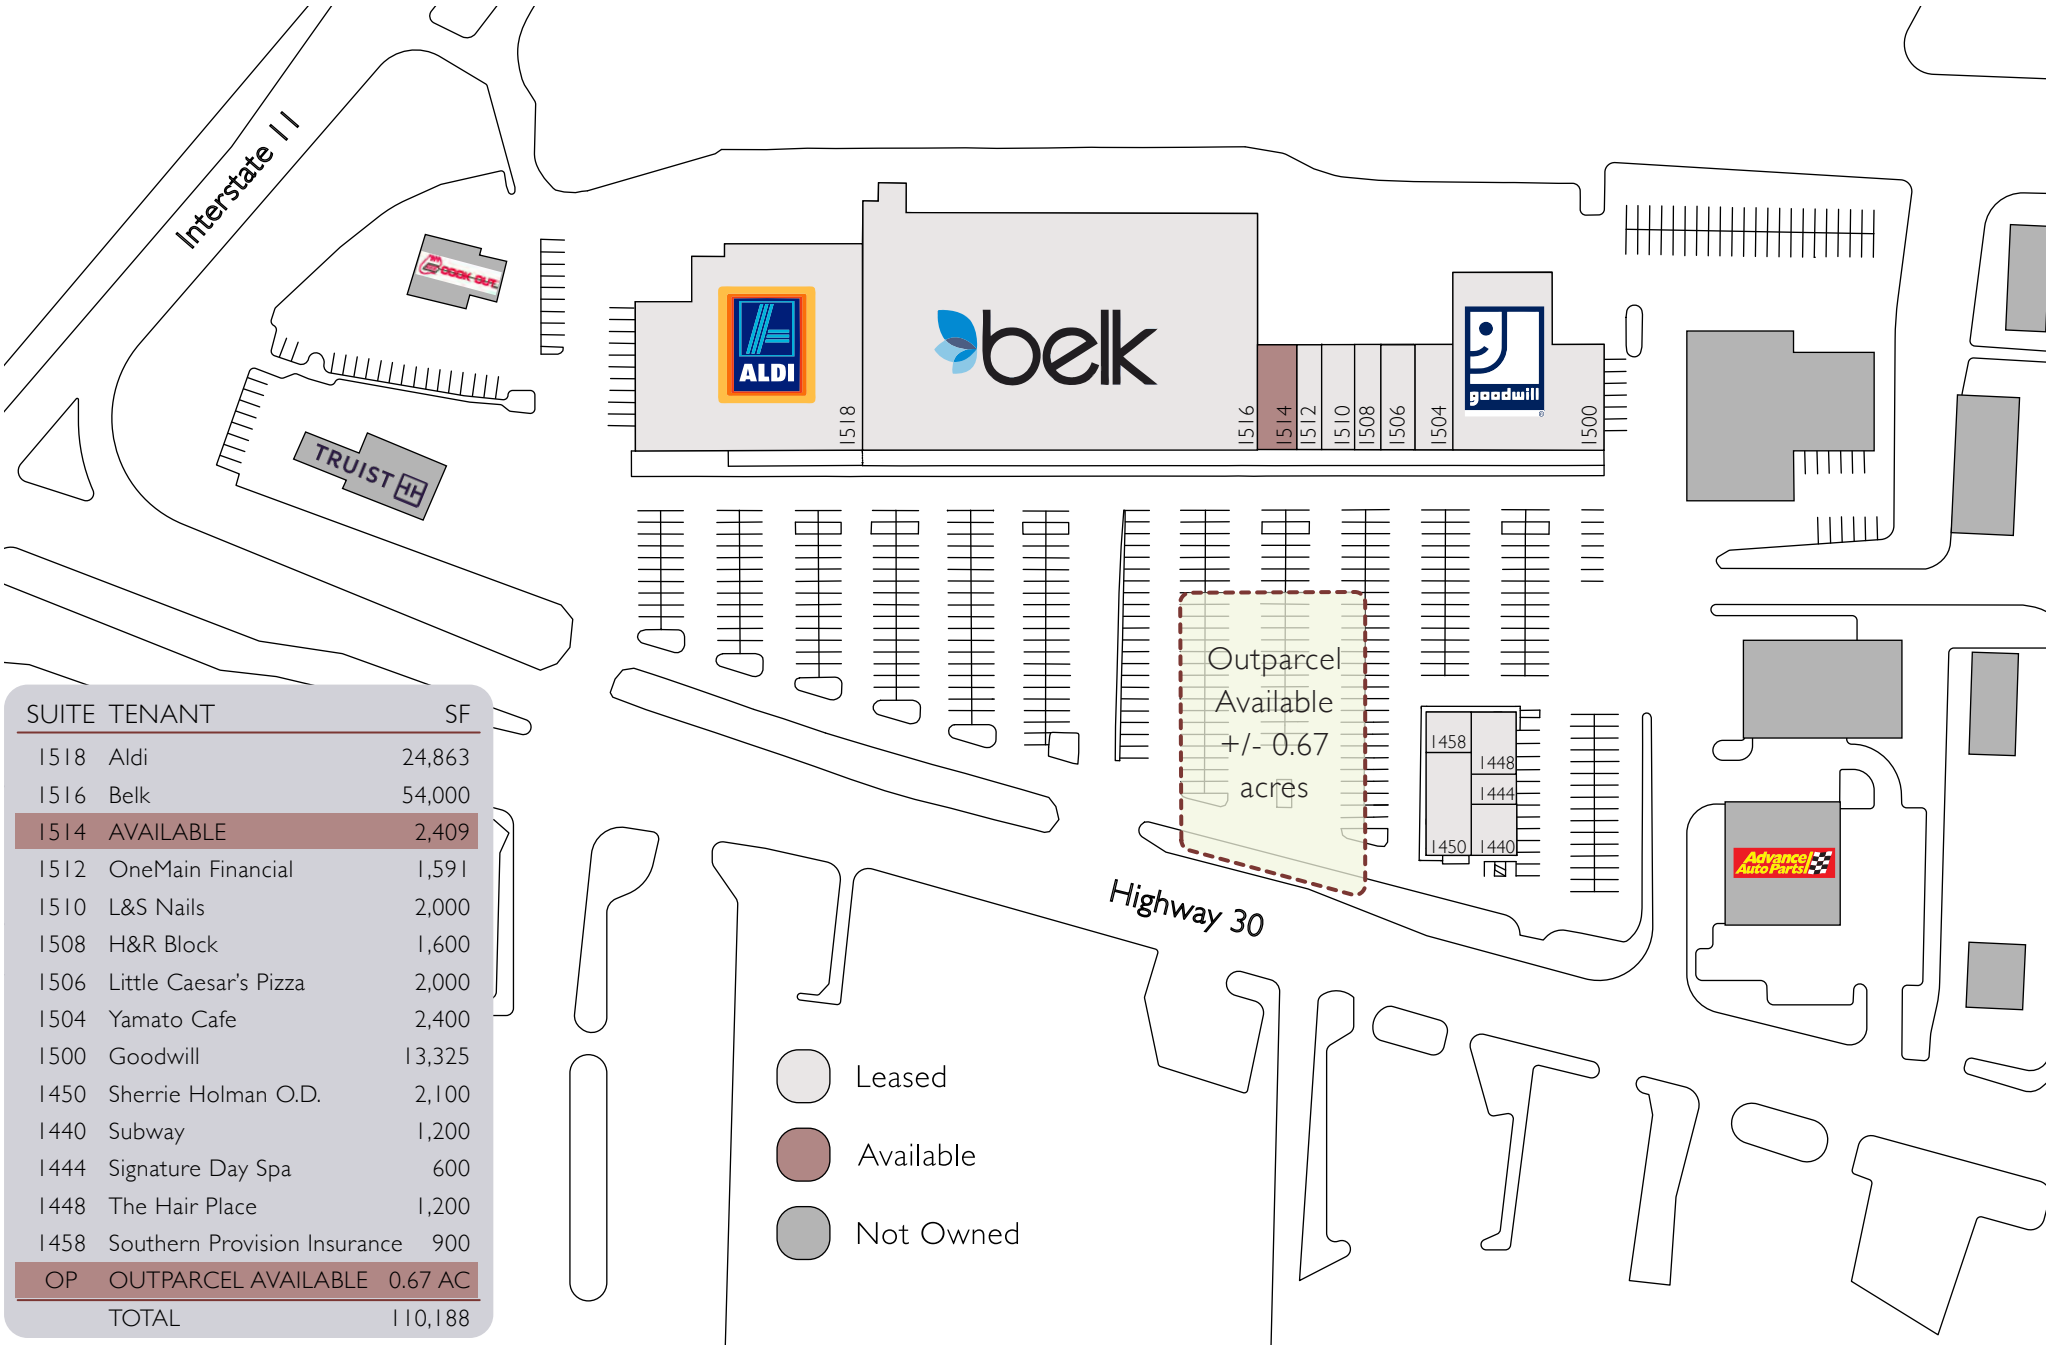 Interstate 11
COOK OUT
TRUIST
ALDI
belk
goodwill
1518
1516
1514
1512
1510
1508
1506
1504
1500
Outparcel
Available
+/- 0.67
acres
1458
1448
1444
1450
1440
Advance
Auto Parts
Highway 30
SUITE TENANT SF
1518 Aldi 24,863
1516 Belk 54,000
1514 AVAILABLE 2,409
1512 OneMain Financial 1,591
1510 L&S Nails 2,000
1508 H&R Block 1,600
1506 Little Caesar's Pizza 2,000
1504 Yamato Cafe 2,400
1500 Goodwill 13,325
1450 Sherrie Holman O.D. 2,100
1440 Subway 1,200
1444 Signature Day Spa 600
1448 The Hair Place 1,200
1458 Southern Provision Insurance 900
OP OUTPARCEL AVAILABLE 0.67 AC
TOTAL 110,188
Leased
Available
Not Owned